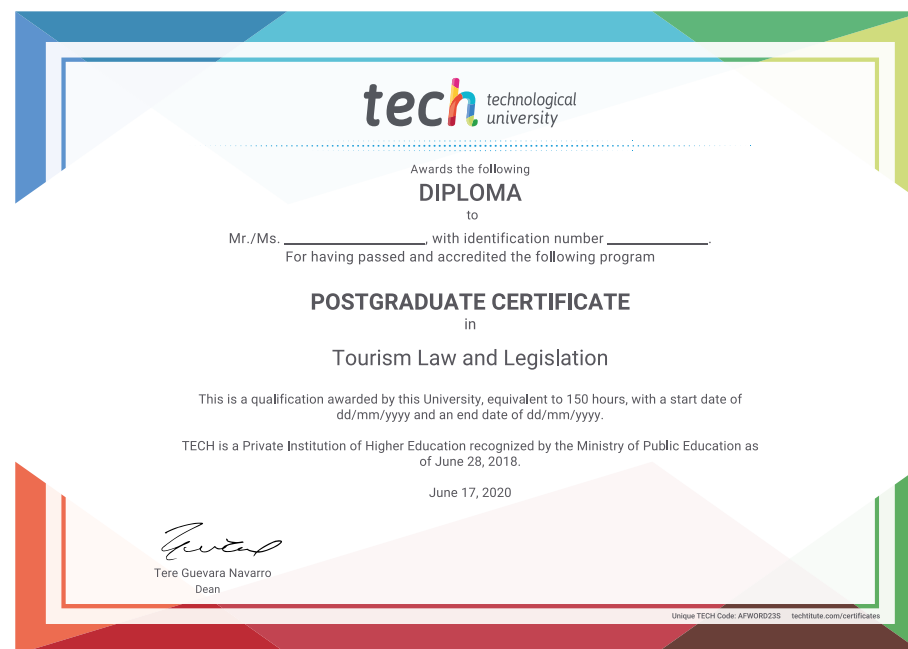 tech technological
university
Awards the following
DIPLOMA
to
Mr./Ms. ____________________, with identification number ______________.
For having passed and accredited the following program
POSTGRADUATE CERTIFICATE
in
Tourism Law and Legislation
This is a qualification awarded by this University, equivalent to 150 hours, with a start date of
dd/mm/yyyy and an end date of dd/mm/yyyy.
TECH is a Private Institution of Higher Education recognized by the Ministry of Public Education as
of June 28, 2018.
June 17, 2020
Tere Guevara Navarro
Dean
Unique TECH Code: AFWORD23S techtitute.com/certificates